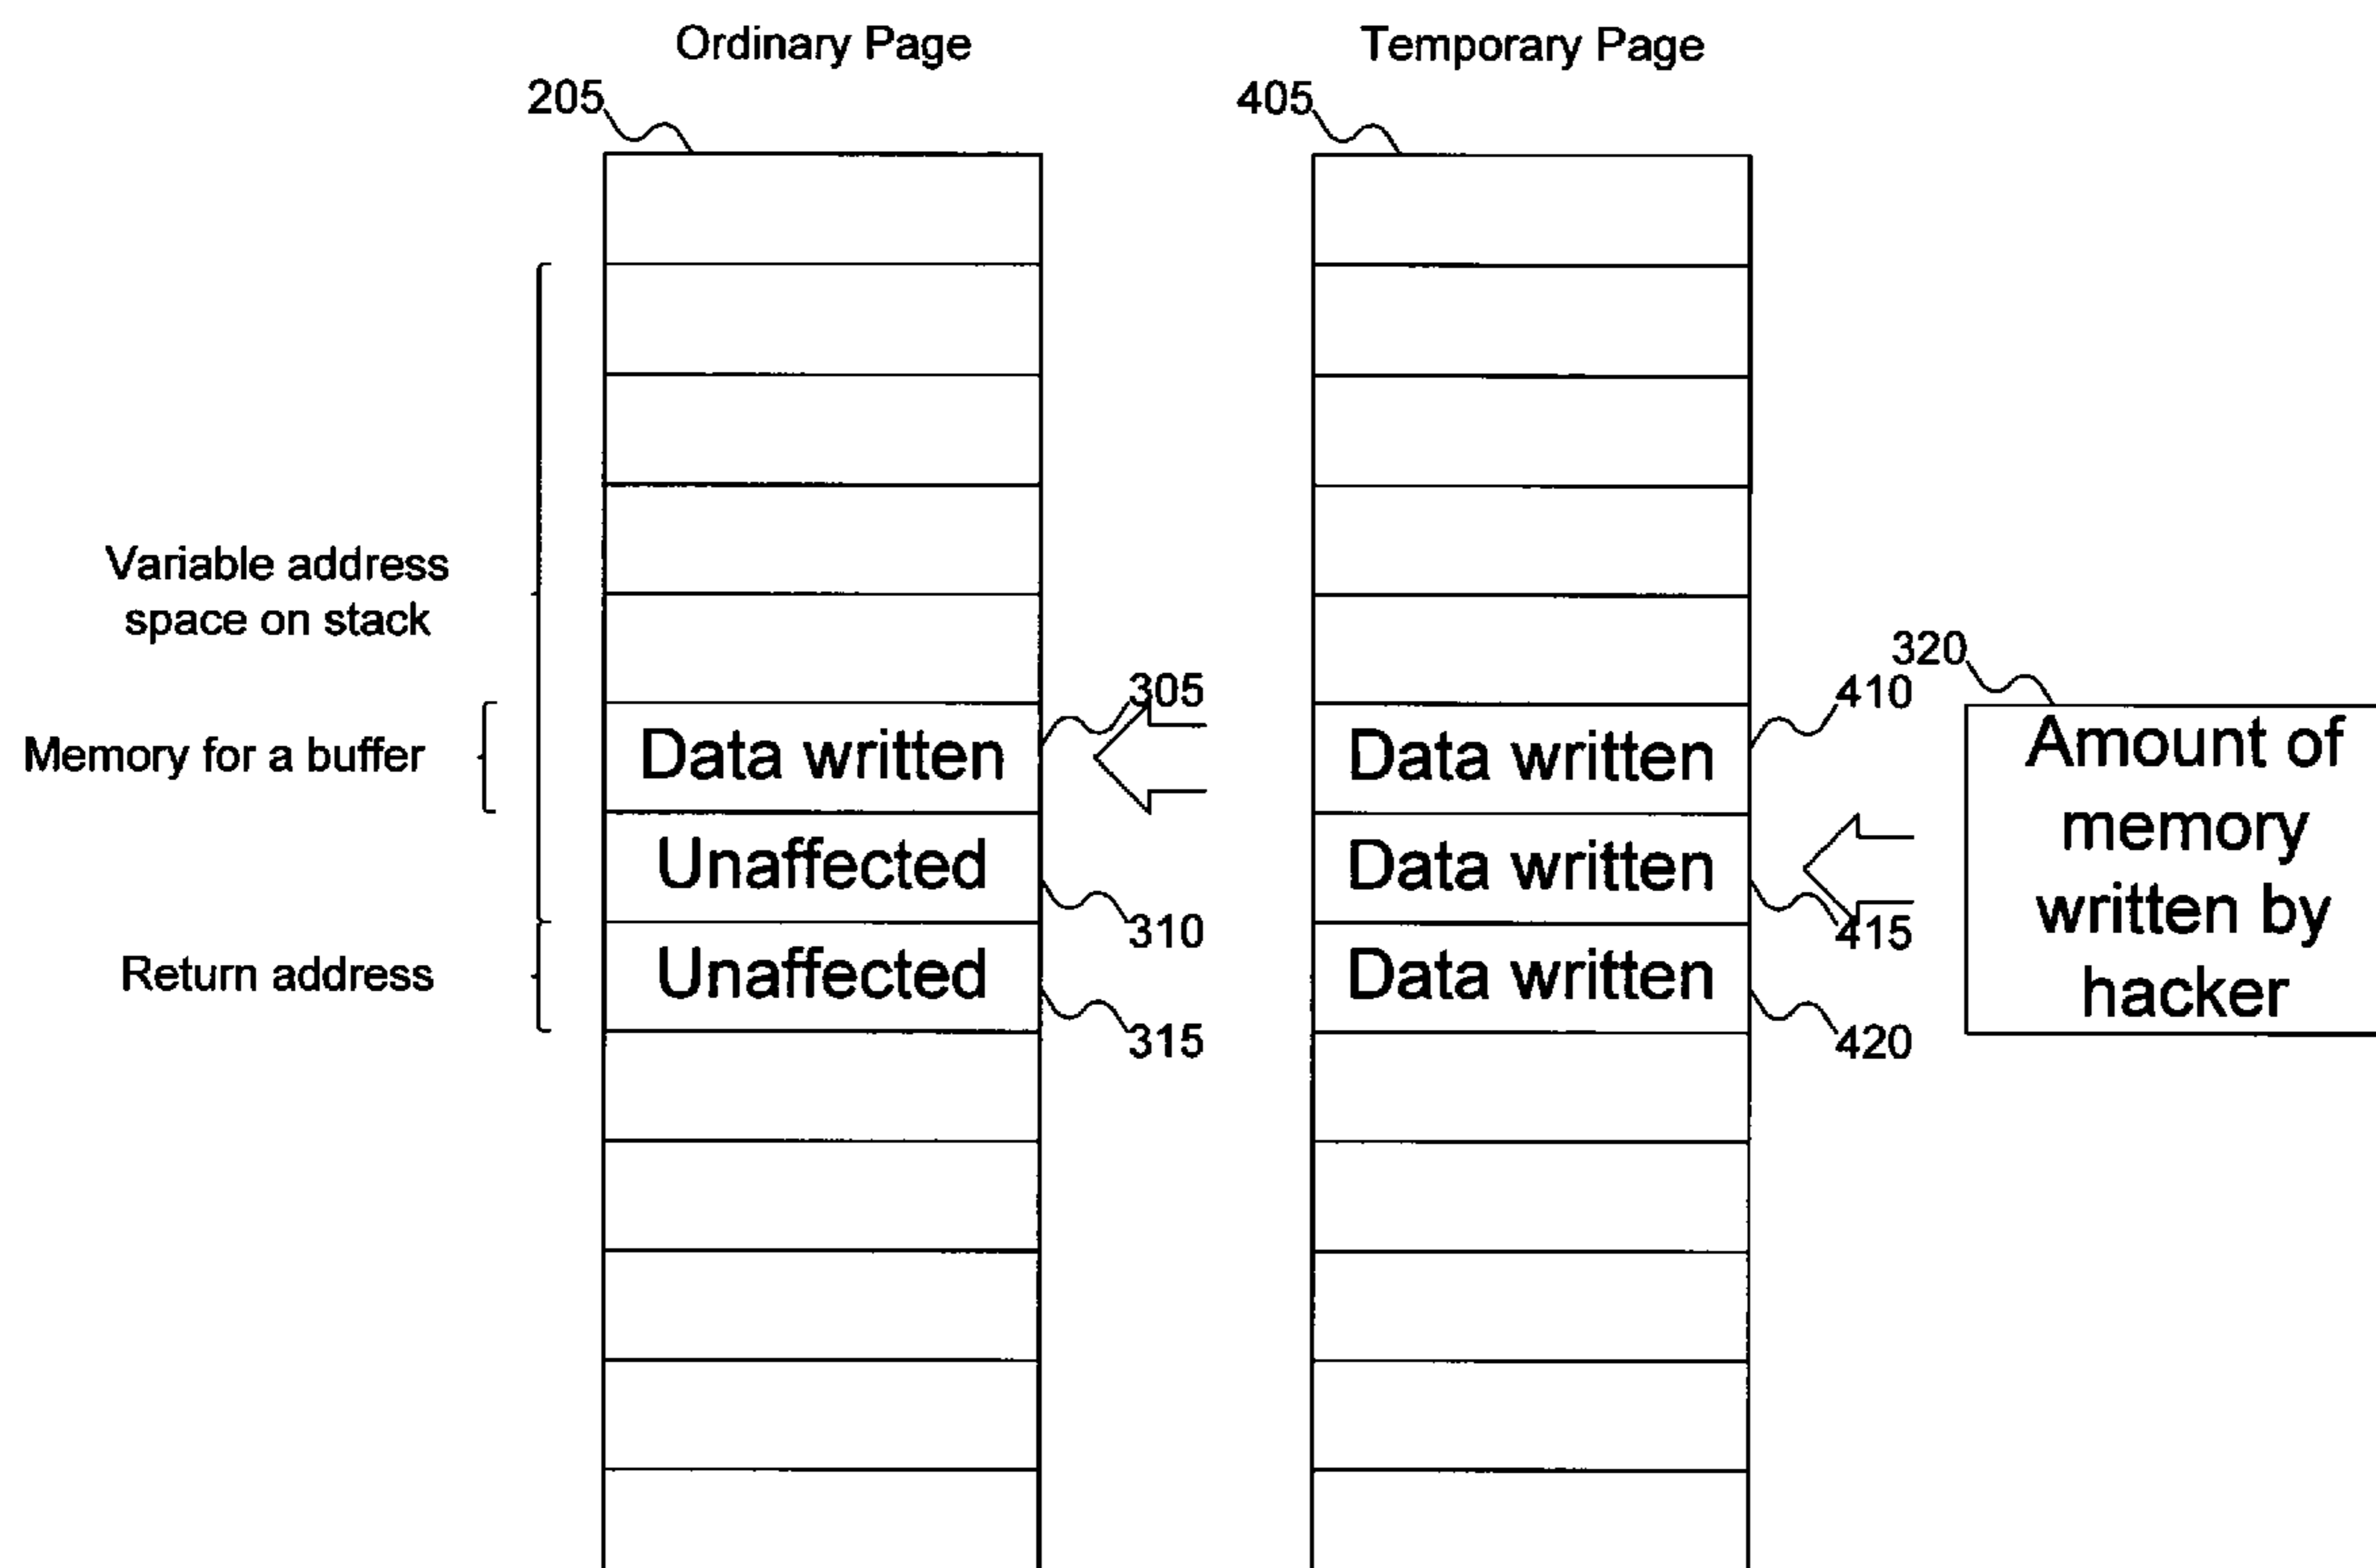 Ordinary Page
Temporary Page
205
405
Variable address
space on stack
320
305
410
Memory for a buffer
Data written
Data written
Amount of
memory
written by
hacker
Unaffected
Data written
310
415
Return address
Unaffected
Data written
315
420